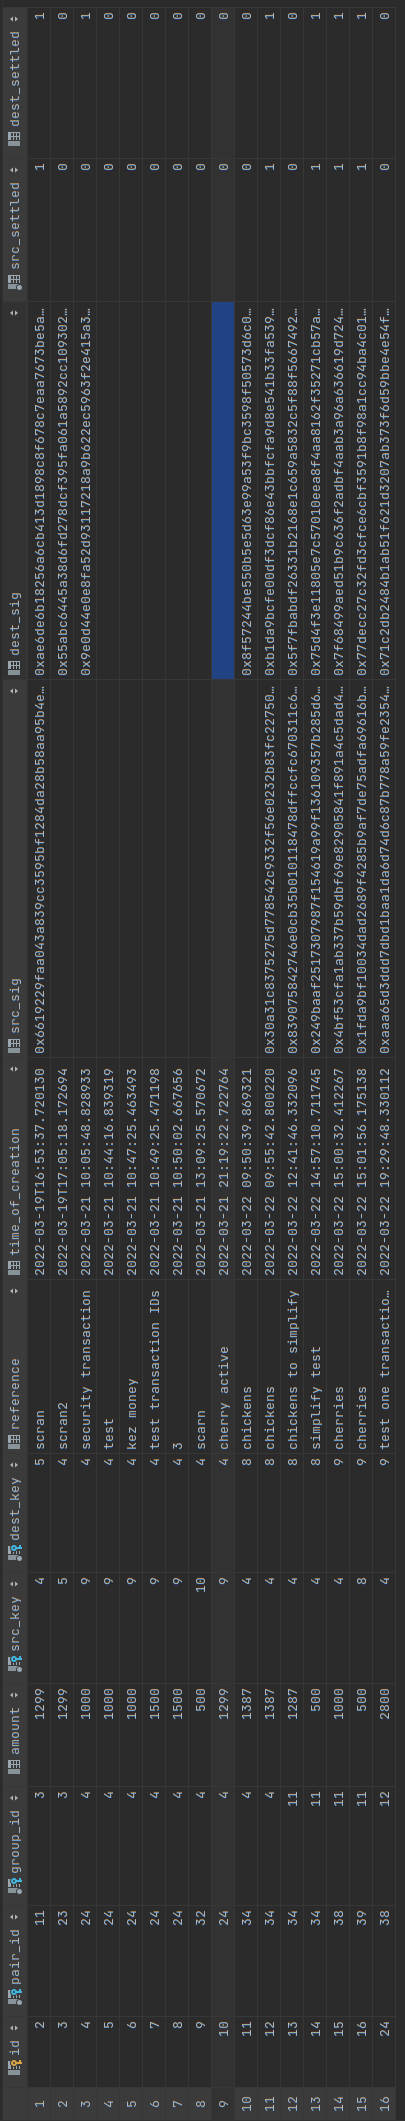 id pair_id group_id amount src_key dest_key reference time_of_creation src_sig dest_sig src_settled dest_settled
1 2 11 3 1299 4 5 scran 2022-03-19T16:53:37.720130 0x6619229faa043a839cc3595bf1284da28b58aa95b4e… 0xae6de6b18256a6cb413d1898c8f678c7eaa7673be5a… 1 1
2 3 23 3 1299 5 4 scran2 2022-03-19T17:05:18.172694 0x55abc6445a38d6fd278dcf395fa061a5892cc109302… 0 0
3 4 24 4 1000 9 4 security transaction 2022-03-21 10:05:48.828933 0x9e0d44e0e8fa52d93117218a9b622ec5963f2e415a3… 0 1
4 5 24 4 1000 9 4 test 2022-03-21 10:44:16.839319 0 0
5 6 24 4 1000 9 4 kez money 2022-03-21 10:47:25.463493 0 0
6 7 24 4 1500 9 4 test transaction IDs 2022-03-21 10:49:25.471198 0 0
7 8 24 4 1500 9 4 3 2022-03-21 10:50:02.667656 0 0
8 9 32 4 500 10 4 scarn 2022-03-21 13:09:25.570672 0 0
9 10 24 4 1299 9 4 cherry active 2022-03-21 21:19:22.722764 0 0
10 11 34 4 1387 4 8 chickens 2022-03-22 09:50:39.869321 0x8f57244be550b5e5d63e99a53f9bc3598f50573d6c0… 0 0
11 12 34 4 1387 4 8 chickens 2022-03-22 09:55:42.800220 0x30a31c8375275d778542c9332f56e0232b83fc22750… 0xb1da9bcfe00df3dcf86e43bbfcfa9d8e541b33fa539… 1 1
12 13 34 11 1287 4 8 chickens to simplify 2022-03-22 12:41:46.332096 0x839075842746e0cb35b010118478dffccfc670311c6… 0x5f7fbabdf26331b2168e1c659a5832c5f88f5667492… 0 0
13 14 34 11 500 4 8 simplify test 2022-03-22 14:57:10.711745 0x249baaf2517307987f154619a99f136109357b285d6… 0x75d4f3e11805e7c57010eea8f4aa8162f35271cb57a… 1 1
14 15 38 11 1000 4 9 cherries 2022-03-22 15:00:32.412267 0x4bf53cfa1ab337b59dbf69e82905841f891a4c5dad4… 0x7f68499aed51b9c636f2adbf4aab3a96a636619d724… 1 1
15 16 39 11 500 8 9 cherries 2022-03-22 15:01:56.175138 0x1fda9bf10034dad2689f4285b9af7de75adfa69616b… 0x77decc27c32fd3cfce6cbf3591b8f98a1cc94ba4c01… 1 1
16 24 38 12 2800 4 9 test one transactio… 2022-03-22 19:29:48.330112 0xaaa65d3ddd7dbd1baa1da6d74d6c87b778a59fe2354… 0x71c2db2484b1ab51f621d3207ab373f6d59bbe4e54f… 0 0